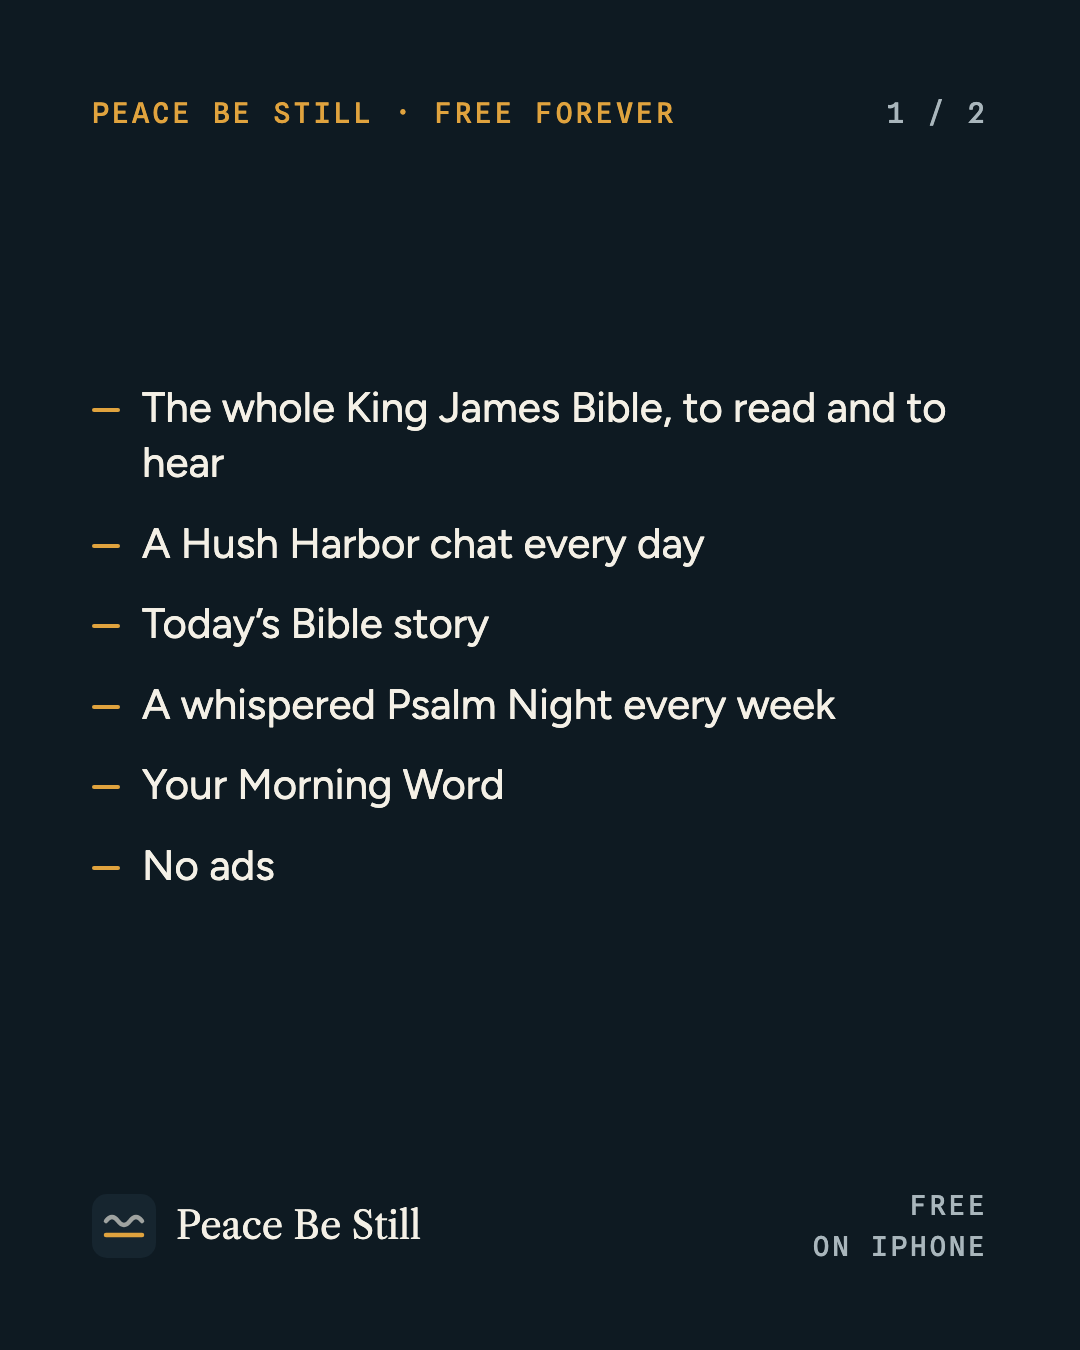 PEACE BE STILL · FREE FOREVER
1 / 2
— The whole King James Bible, to read and to
hear
— A Hush Harbor chat every day
— Today’s Bible story
— A whispered Psalm Night every week
— Your Morning Word
— No ads
Peace Be Still
FREE
ON IPHONE